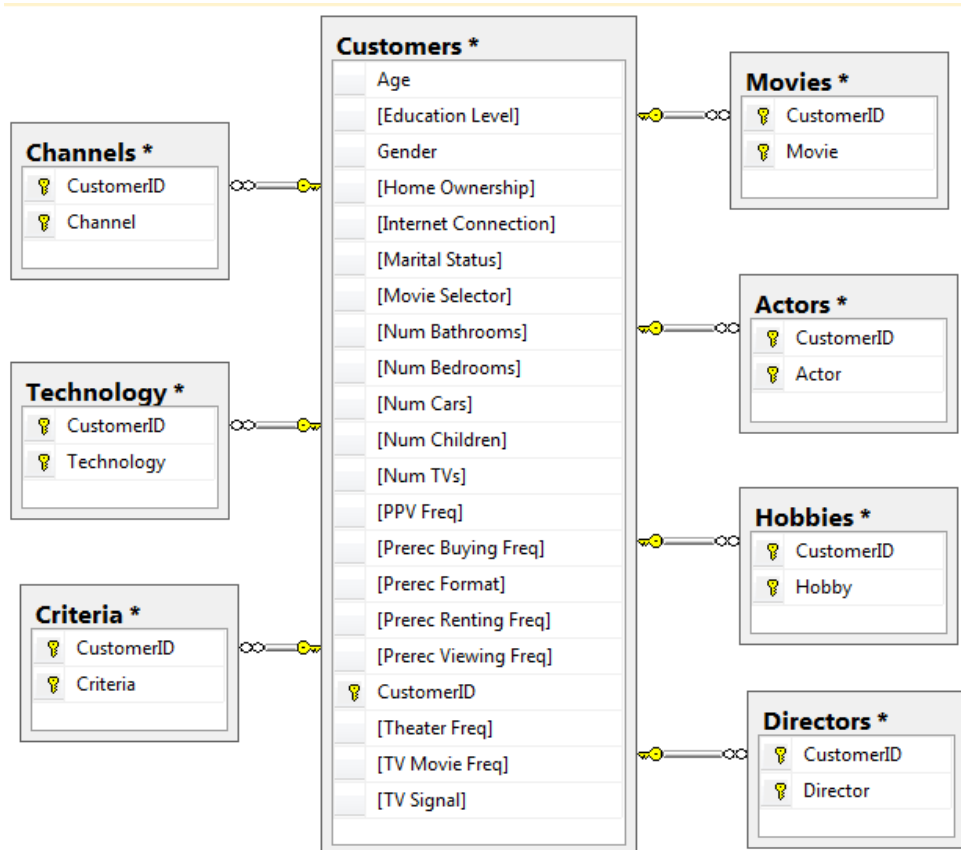 Customers *
Age
[Education Level]
Gender
[Home Ownership]
[Internet Connection]
[Marital Status]
[Movie Selector]
[Num Bathrooms]
[Num Bedrooms]
[Num Cars]
[Num Children]
[Num TVs]
[PPV Freq]
[Prerec Buying Freq]
[Prerec Format]
[Prerec Renting Freq]
[Prerec Viewing Freq]
CustomerID
[Theater Freq]
[TV Movie Freq]
[TV Signal]
Channels *
CustomerID
Channel
Technology *
CustomerID
Technology
Criteria *
CustomerID
Criteria
Movies *
CustomerID
Movie
Actors *
CustomerID
Actor
Hobbies *
CustomerID
Hobby
Directors *
CustomerID
Director